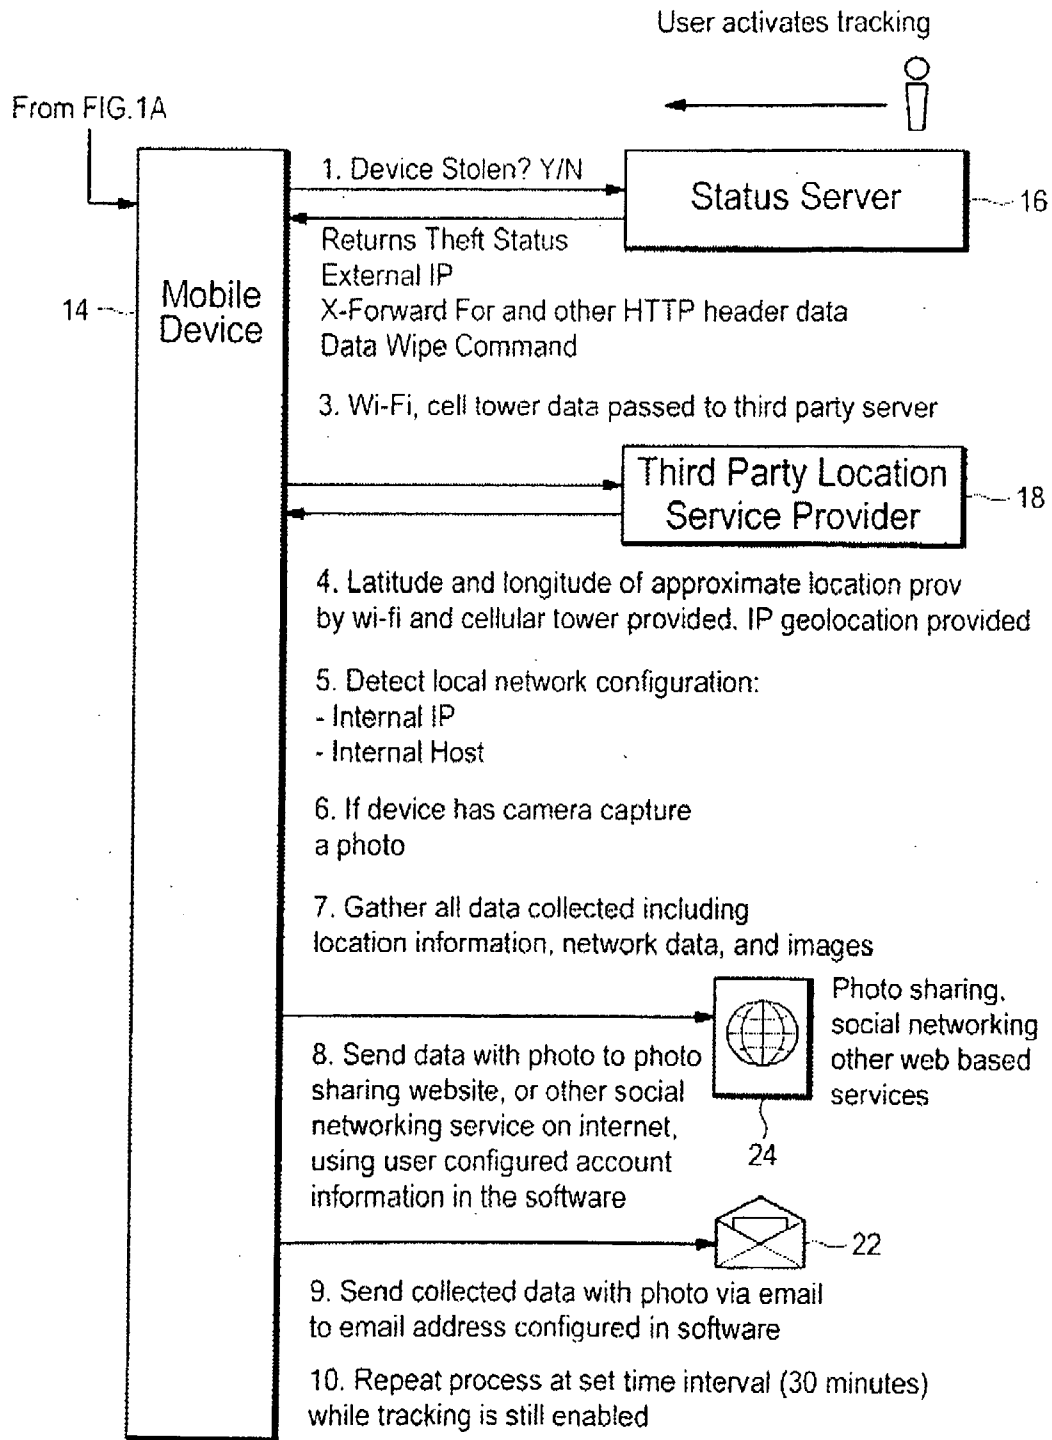 User activates tracking
From FIG.1A
1. Device Stolen? Y/N
Status Server
16
Returns Theft Status
External IP
X-Forward For and other HTTP header data
Data Wipe Command
14
Mobile
Device
3. Wi-Fi, cell tower data passed to third party server
Third Party Location
Service Provider
18
4. Latitude and longitude of approximate location prov
by wi-fi and cellular tower provided. IP geolocation provided
5. Detect local network configuration:
- Internal IP
- Internal Host
6. If device has camera capture
a photo
7. Gather all data collected including
location information, network data, and images
Photo sharing,
social networking
other web based
services
24
8. Send data with photo to photo
sharing website, or other social
networking service on internet,
using user configured account
information in the software
22
9. Send collected data with photo via email
to email address configured in software
10. Repeat process at set time interval (30 minutes)
while tracking is still enabled